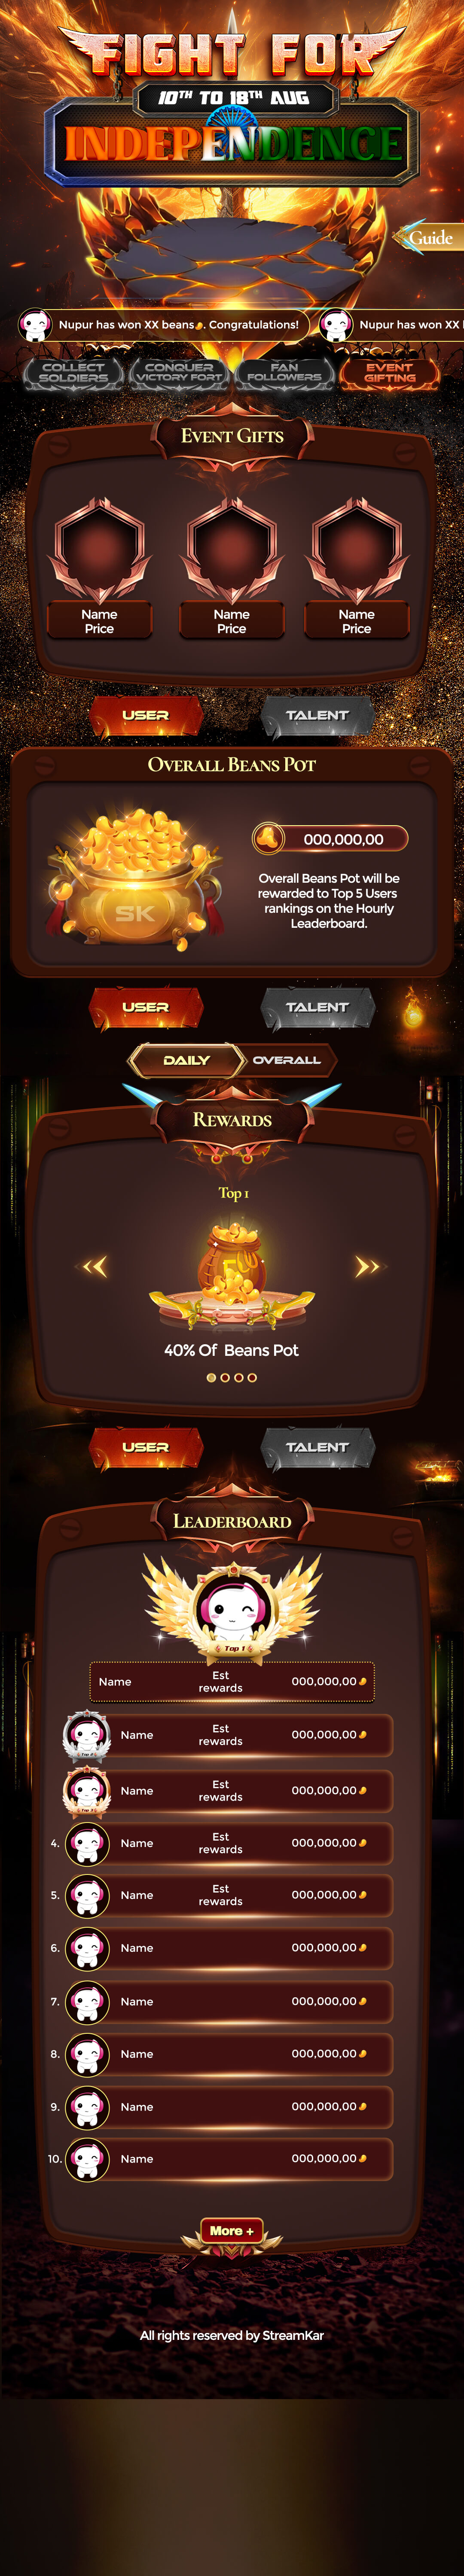 FIGHT FOR
10TH TO 18TH AUG
INDEPENDENCE
Guide
Nupur has won XX beans. Congratulations!
Nupur has won XX
COLLECT
SOLDIERS
CONQUER
VICTORY FORT
FAN
FOLLOWERS
EVENT
GIFTING
EVENT GIFTS
Name
Price
Name
Price
Name
Price
USER
TALENT
OVERALL BEANS POT
SK
000,000,00
Overall Beans Pot will be
rewarded to Top 5 Users
rankings on the Hourly
Leaderboard.
USER
TALENT
DAILY
OVERALL
REWARDS
Top 1
40% Of Beans Pot
USER
TALENT
LEADERBOARD
Top 1
Name
Est
rewards
000,000,00
Top 2
Name
Est
rewards
000,000,00
Top 3
Name
Est
rewards
000,000,00
4.
Name
Est
rewards
000,000,00
5.
Name
Est
rewards
000,000,00
6.
Name
000,000,00
7.
Name
000,000,00
8.
Name
000,000,00
9.
Name
000,000,00
10.
Name
000,000,00
More +
All rights reserved by StreamKar